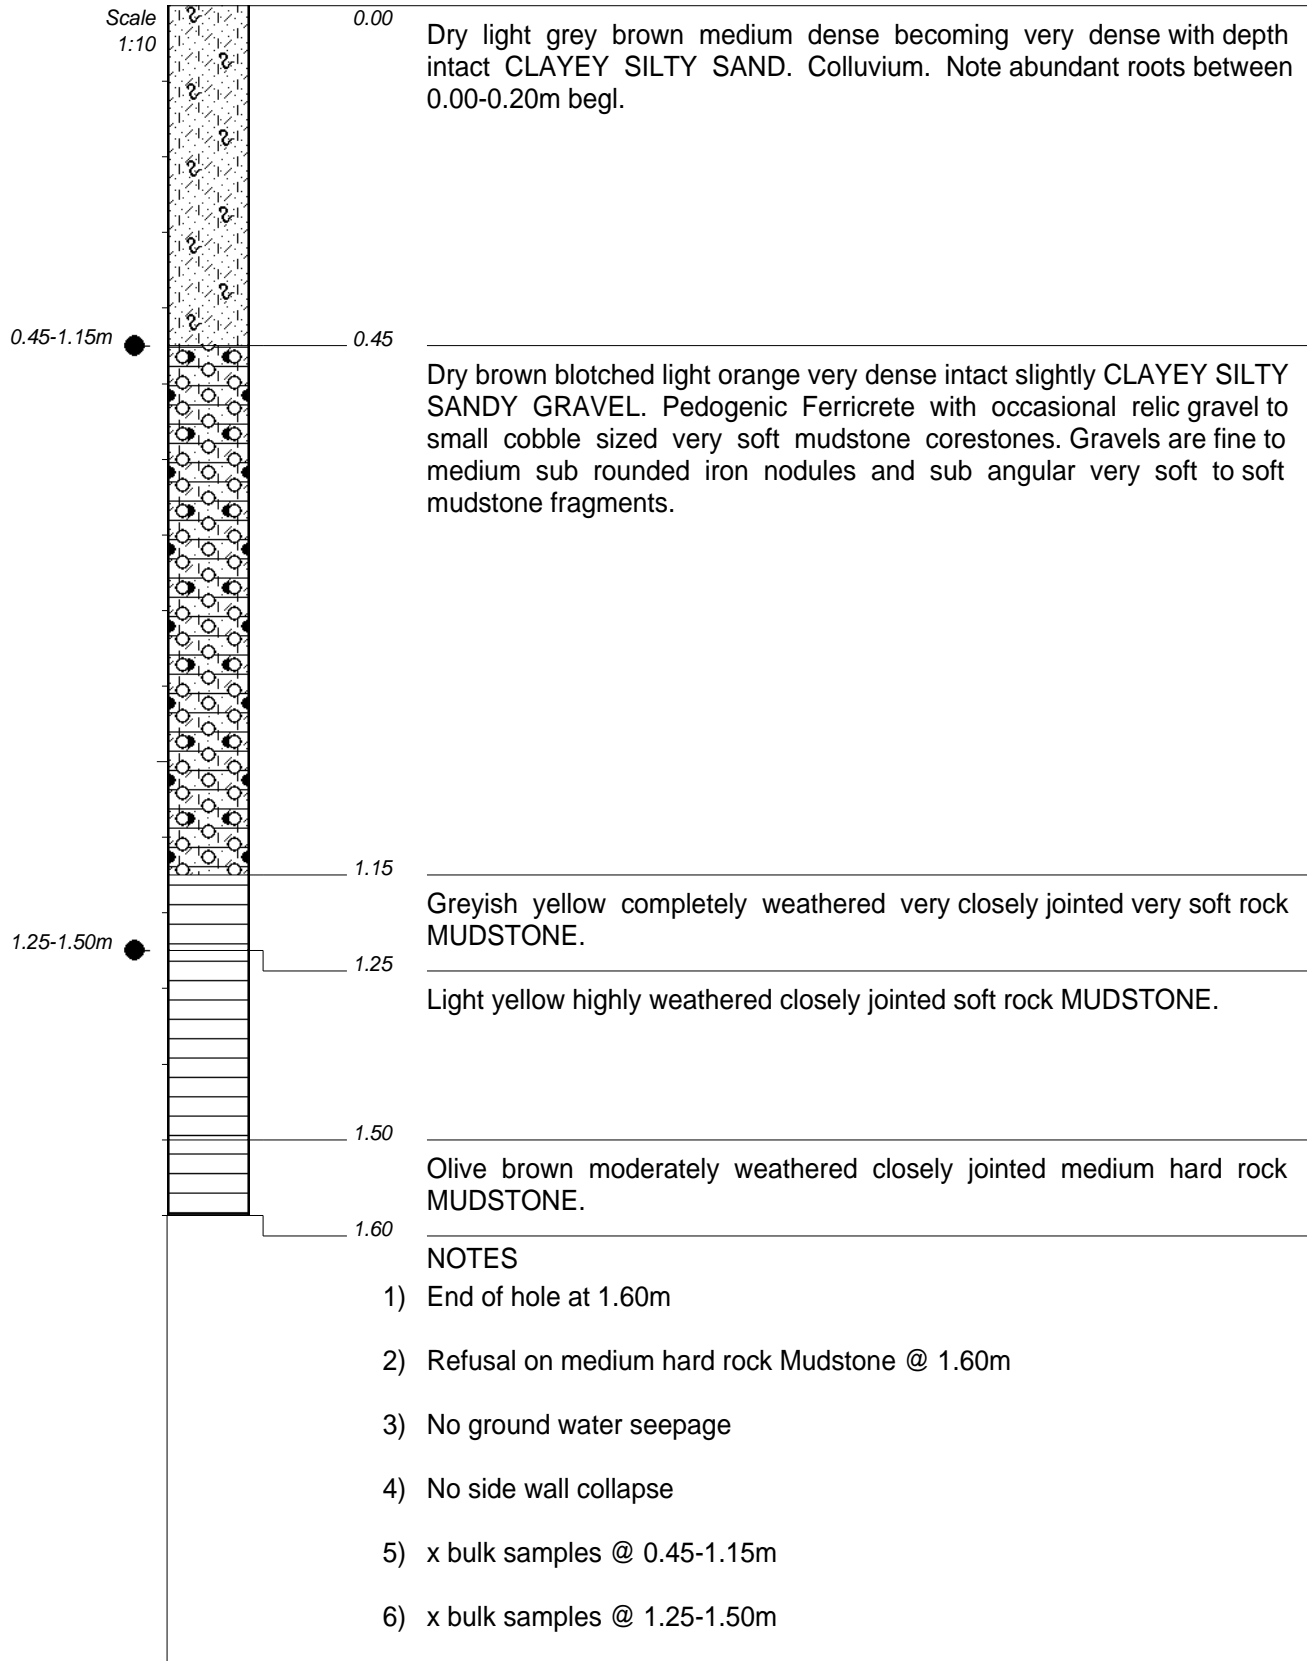 Scale
1:10
0.00
Dry light grey brown medium dense becoming very dense with depth
intact CLAYEY SILTY SAND. Colluvium. Note abundant roots between
0.00-0.20m begl.
0.45-1.15m
0.45
Dry brown blotched light orange very dense intact slightly CLAYEY SILTY
SANDY GRAVEL. Pedogenic Ferricrete with occasional relic gravel to
small cobble sized very soft mudstone corestones. Gravels are fine to
medium sub rounded iron nodules and sub angular very soft to soft
mudstone fragments.
1.15
Greyish yellow completely weathered very closely jointed very soft rock
MUDSTONE.
1.25-1.50m
1.25
Light yellow highly weathered closely jointed soft rock MUDSTONE.
1.50
Olive brown moderately weathered closely jointed medium hard rock
MUDSTONE.
1.60
NOTES
1) End of hole at 1.60m
2) Refusal on medium hard rock Mudstone @ 1.60m
3) No ground water seepage
4) No side wall collapse
5) x bulk samples @ 0.45-1.15m
6) x bulk samples @ 1.25-1.50m